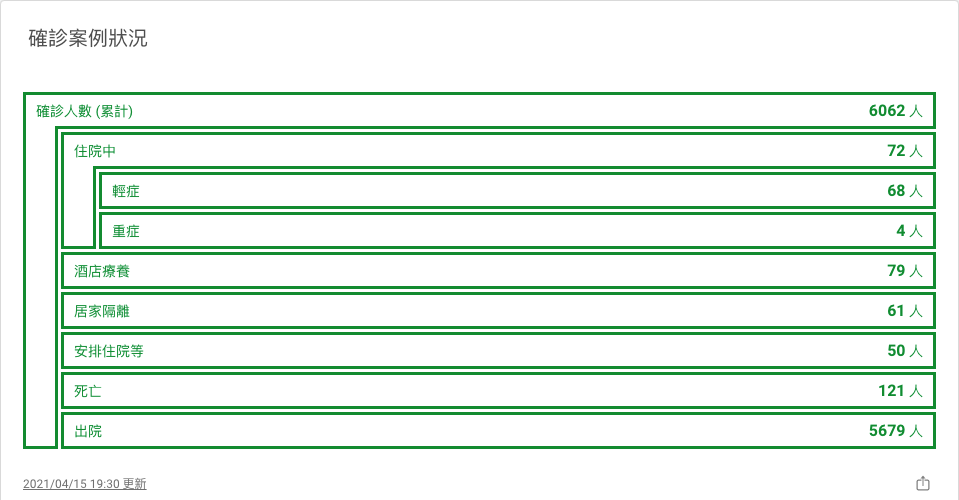 確診案例狀況
確診人數 (累計) 6062 人
住院中 72 人
輕症 68 人
重症 4 人
酒店療養 79 人
居家隔離 61 人
安排住院等 50 人
死亡 121 人
出院 5679 人
2021/04/15 19:30 更新